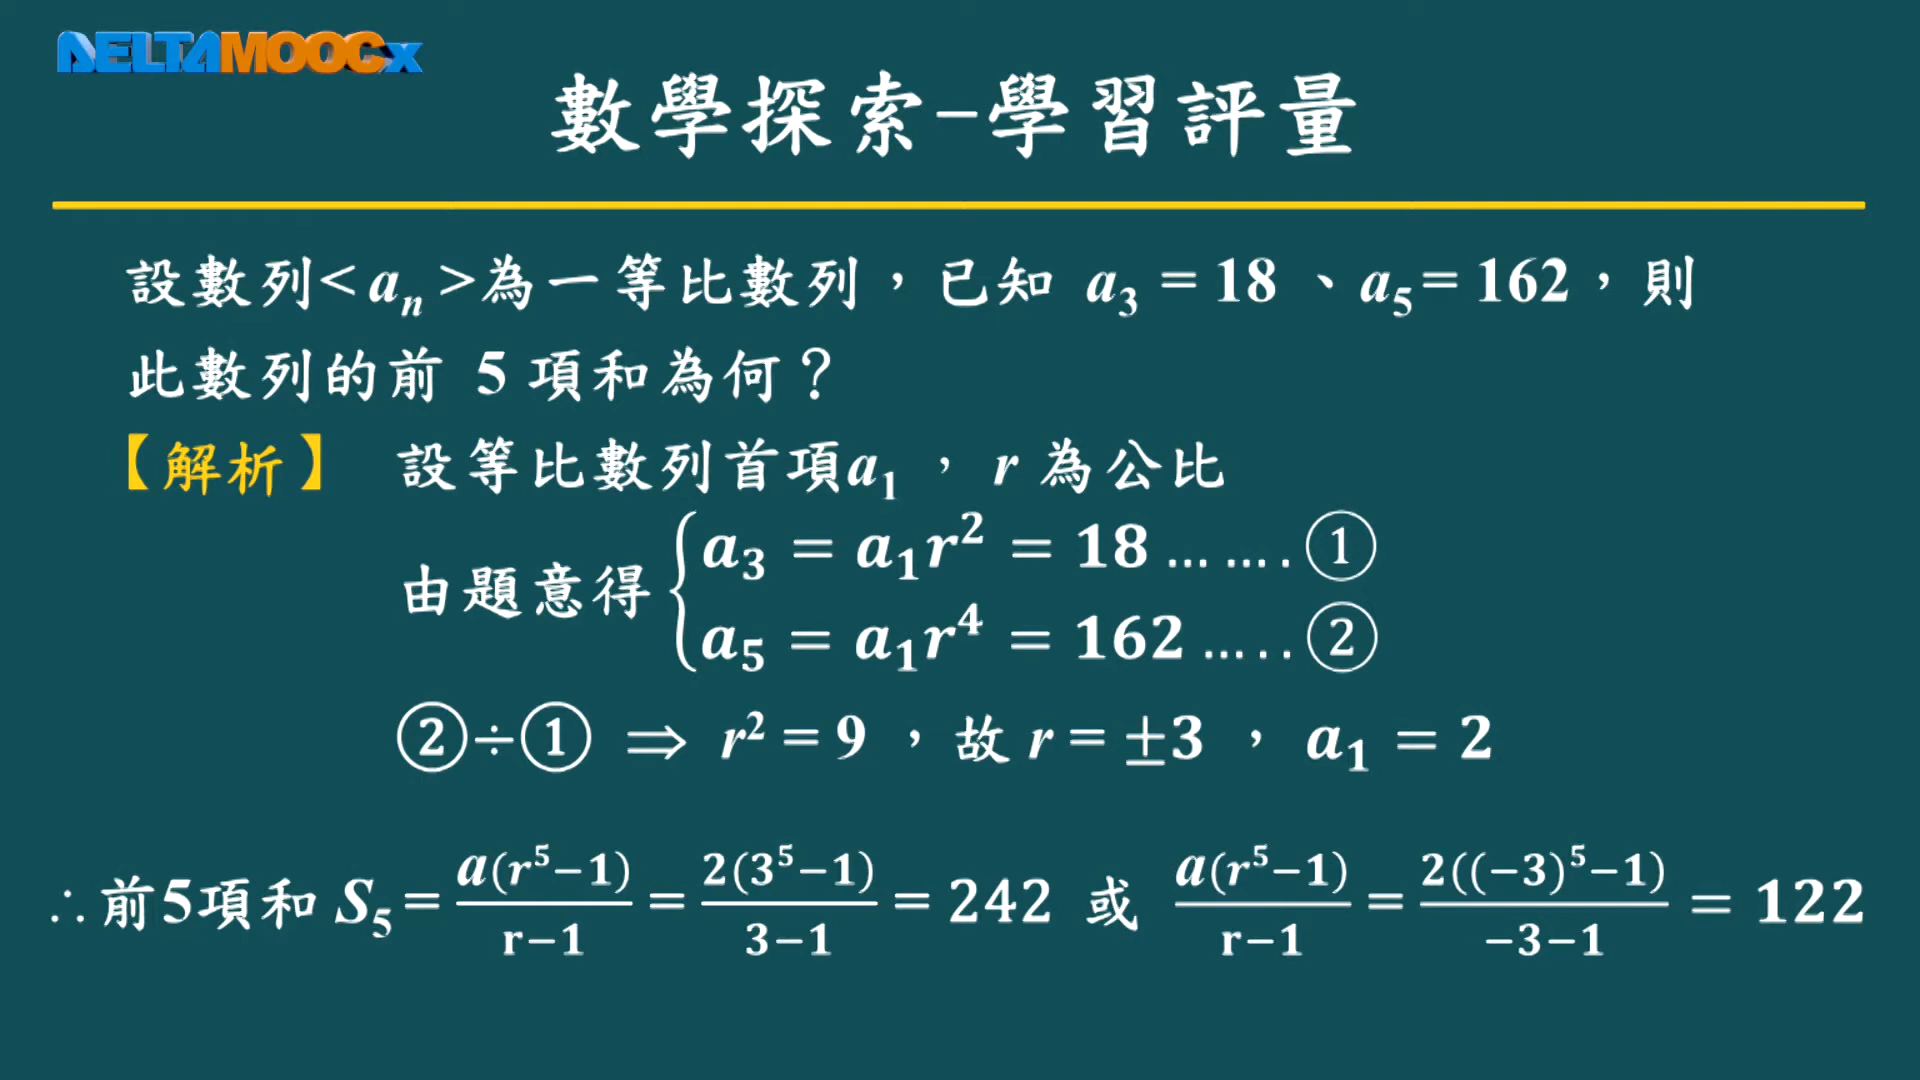 DELTAMOOCx
數學探索-學習評量
設數列< aₙ >為一等比數列，已知 a₃ = 18 、a₅ = 162，則
此數列的前 5 項和為何？
【解析】 設等比數列首項a₁ ， r 為公比
由題意得 { a₃ = a₁r² = 18 … … . ①
a₅ = a₁r⁴ = 162 … . . ②
②÷① ⇒ r² = 9 ，故 r = ±3 ， a₁ = 2
∴前5項和 S₅ = a(r⁵−1)/r−1 = 2(3⁵−1)/3−1 = 242 或 a(r⁵−1)/r−1 = 2((−3)⁵−1)/−3−1 = 122